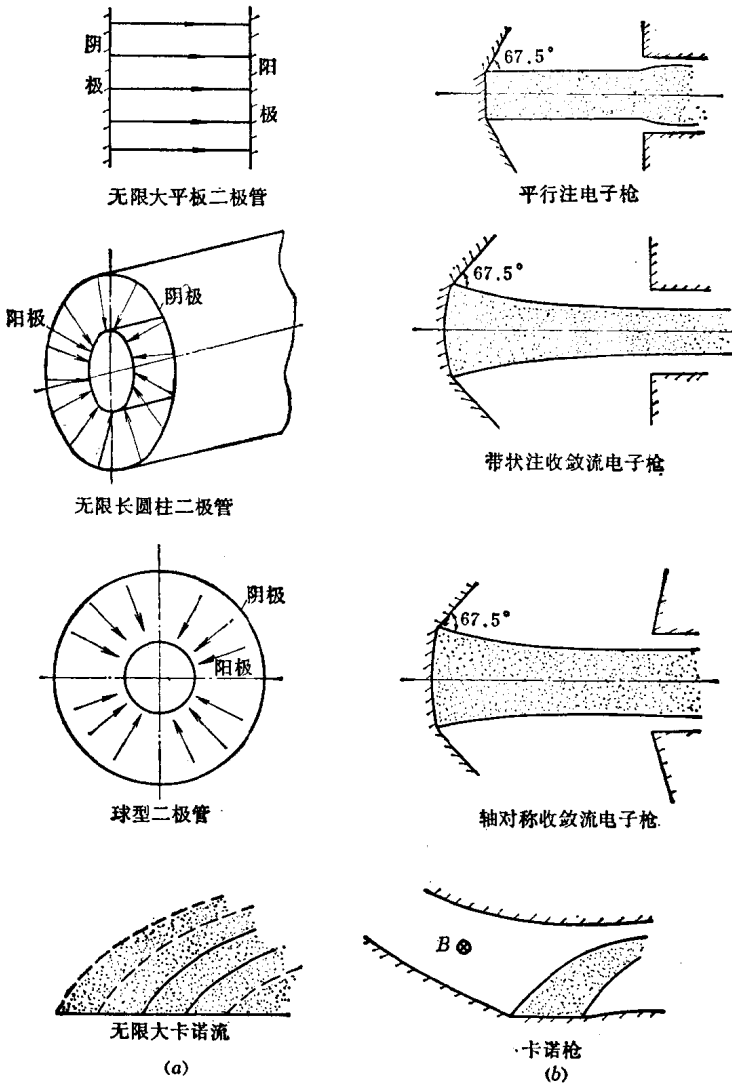 阴极
阳极
无限大平板二极管
67.5°
平行注电子枪
阳极
阴极
无限长圆柱二极管
67.5°
带状注收敛流电子枪
阴极
阳极
球型二极管
67.5°
轴对称收敛流电子枪
无限大卡诺流
(a)
B
卡诺枪
(b)